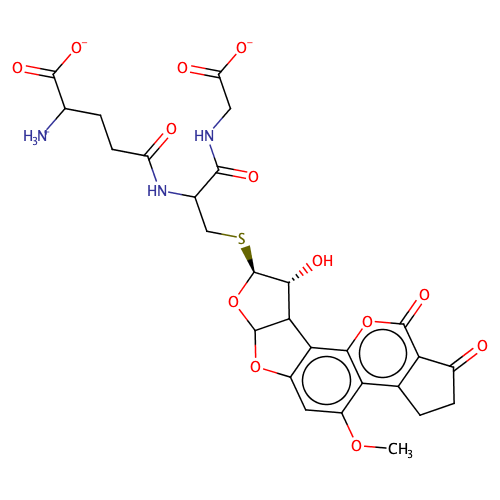 O⁻ O⁻
O O
H₃N⁺ O HN
HN O
S OH
O O O
O O
O CH₃